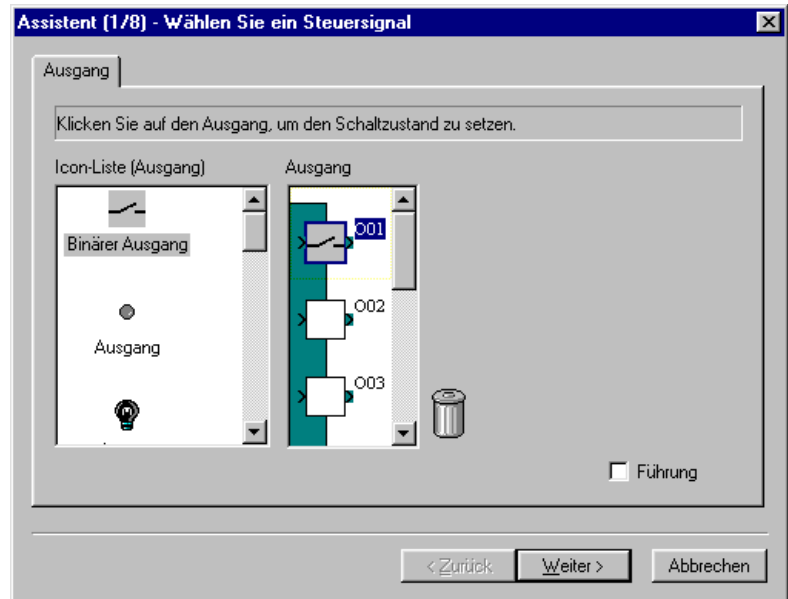 Assistent (1/8) - Wählen Sie ein Steuersignal
Ausgang
Klicken Sie auf den Ausgang, um den Schaltzustand zu setzen.
Icon-Liste (Ausgang)
Ausgang
Binärer Ausgang
Ausgang
O01
O02
O03
Führung
< Zurück
Weiter >
Abbrechen